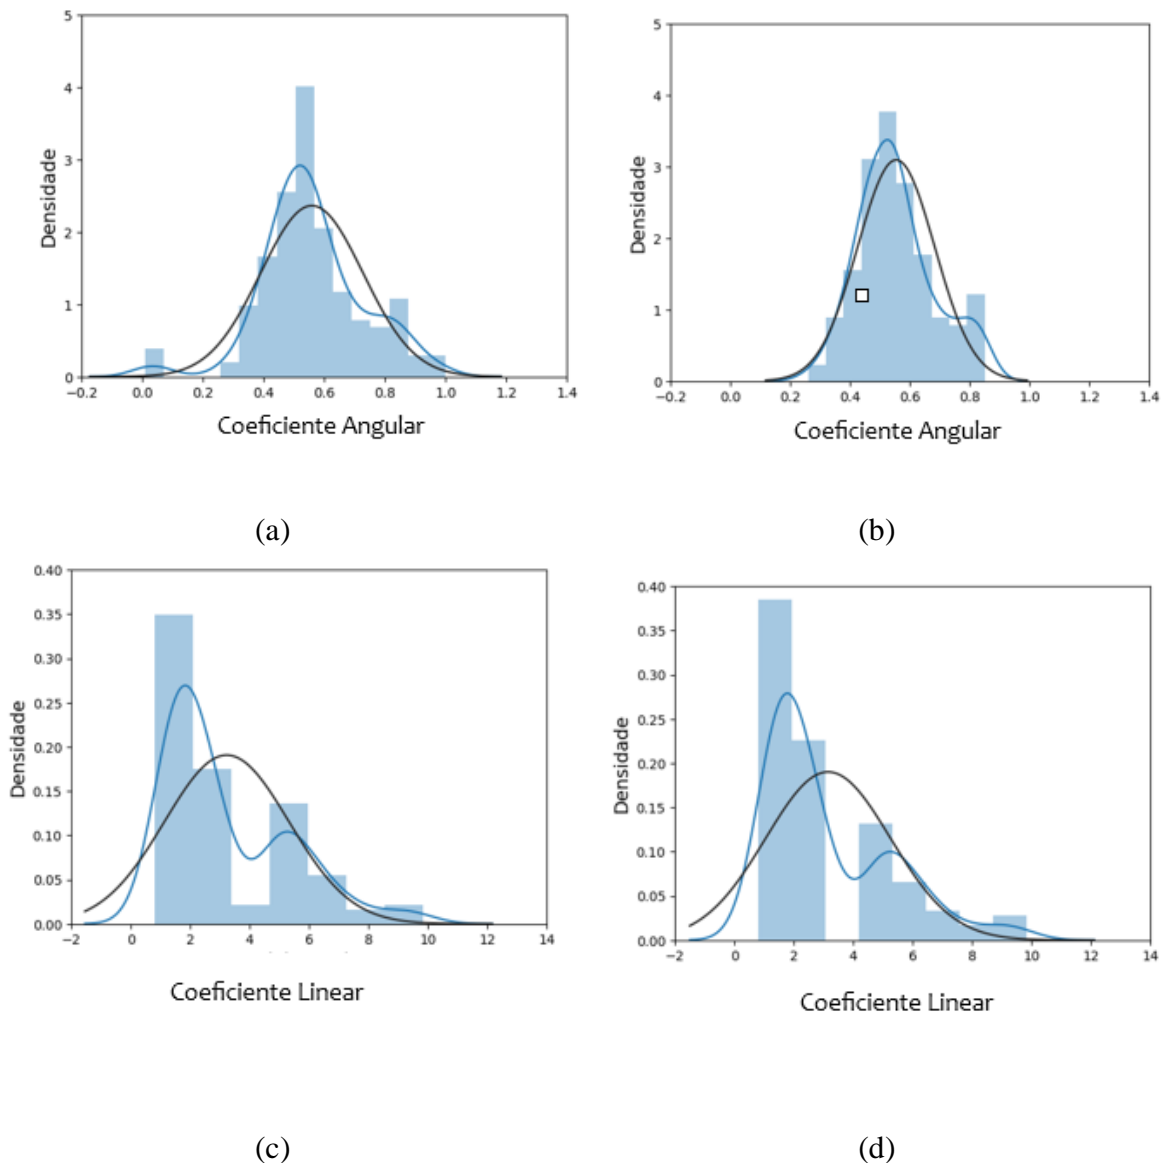 5
4
3
2
1
0
Densidade
−0.2 0.0 0.2 0.4 0.6 0.8 1.0 1.2 1.4
Coeficiente Angular
(a)
5
4
3
2
1
0
Densidade
−0.2 0.0 0.2 0.4 0.6 0.8 1.0 1.2 1.4
Coeficiente Angular
(b)
0.40
0.35
0.30
0.25
0.20
0.15
0.10
0.05
0.00
Densidade
−2 0 2 4 6 8 10 12 14
Coeficiente Linear
(c)
0.40
0.35
0.30
0.25
0.20
0.15
0.10
0.05
0.00
Densidade
−2 0 2 4 6 8 10 12 14
Coeficiente Linear
(d)